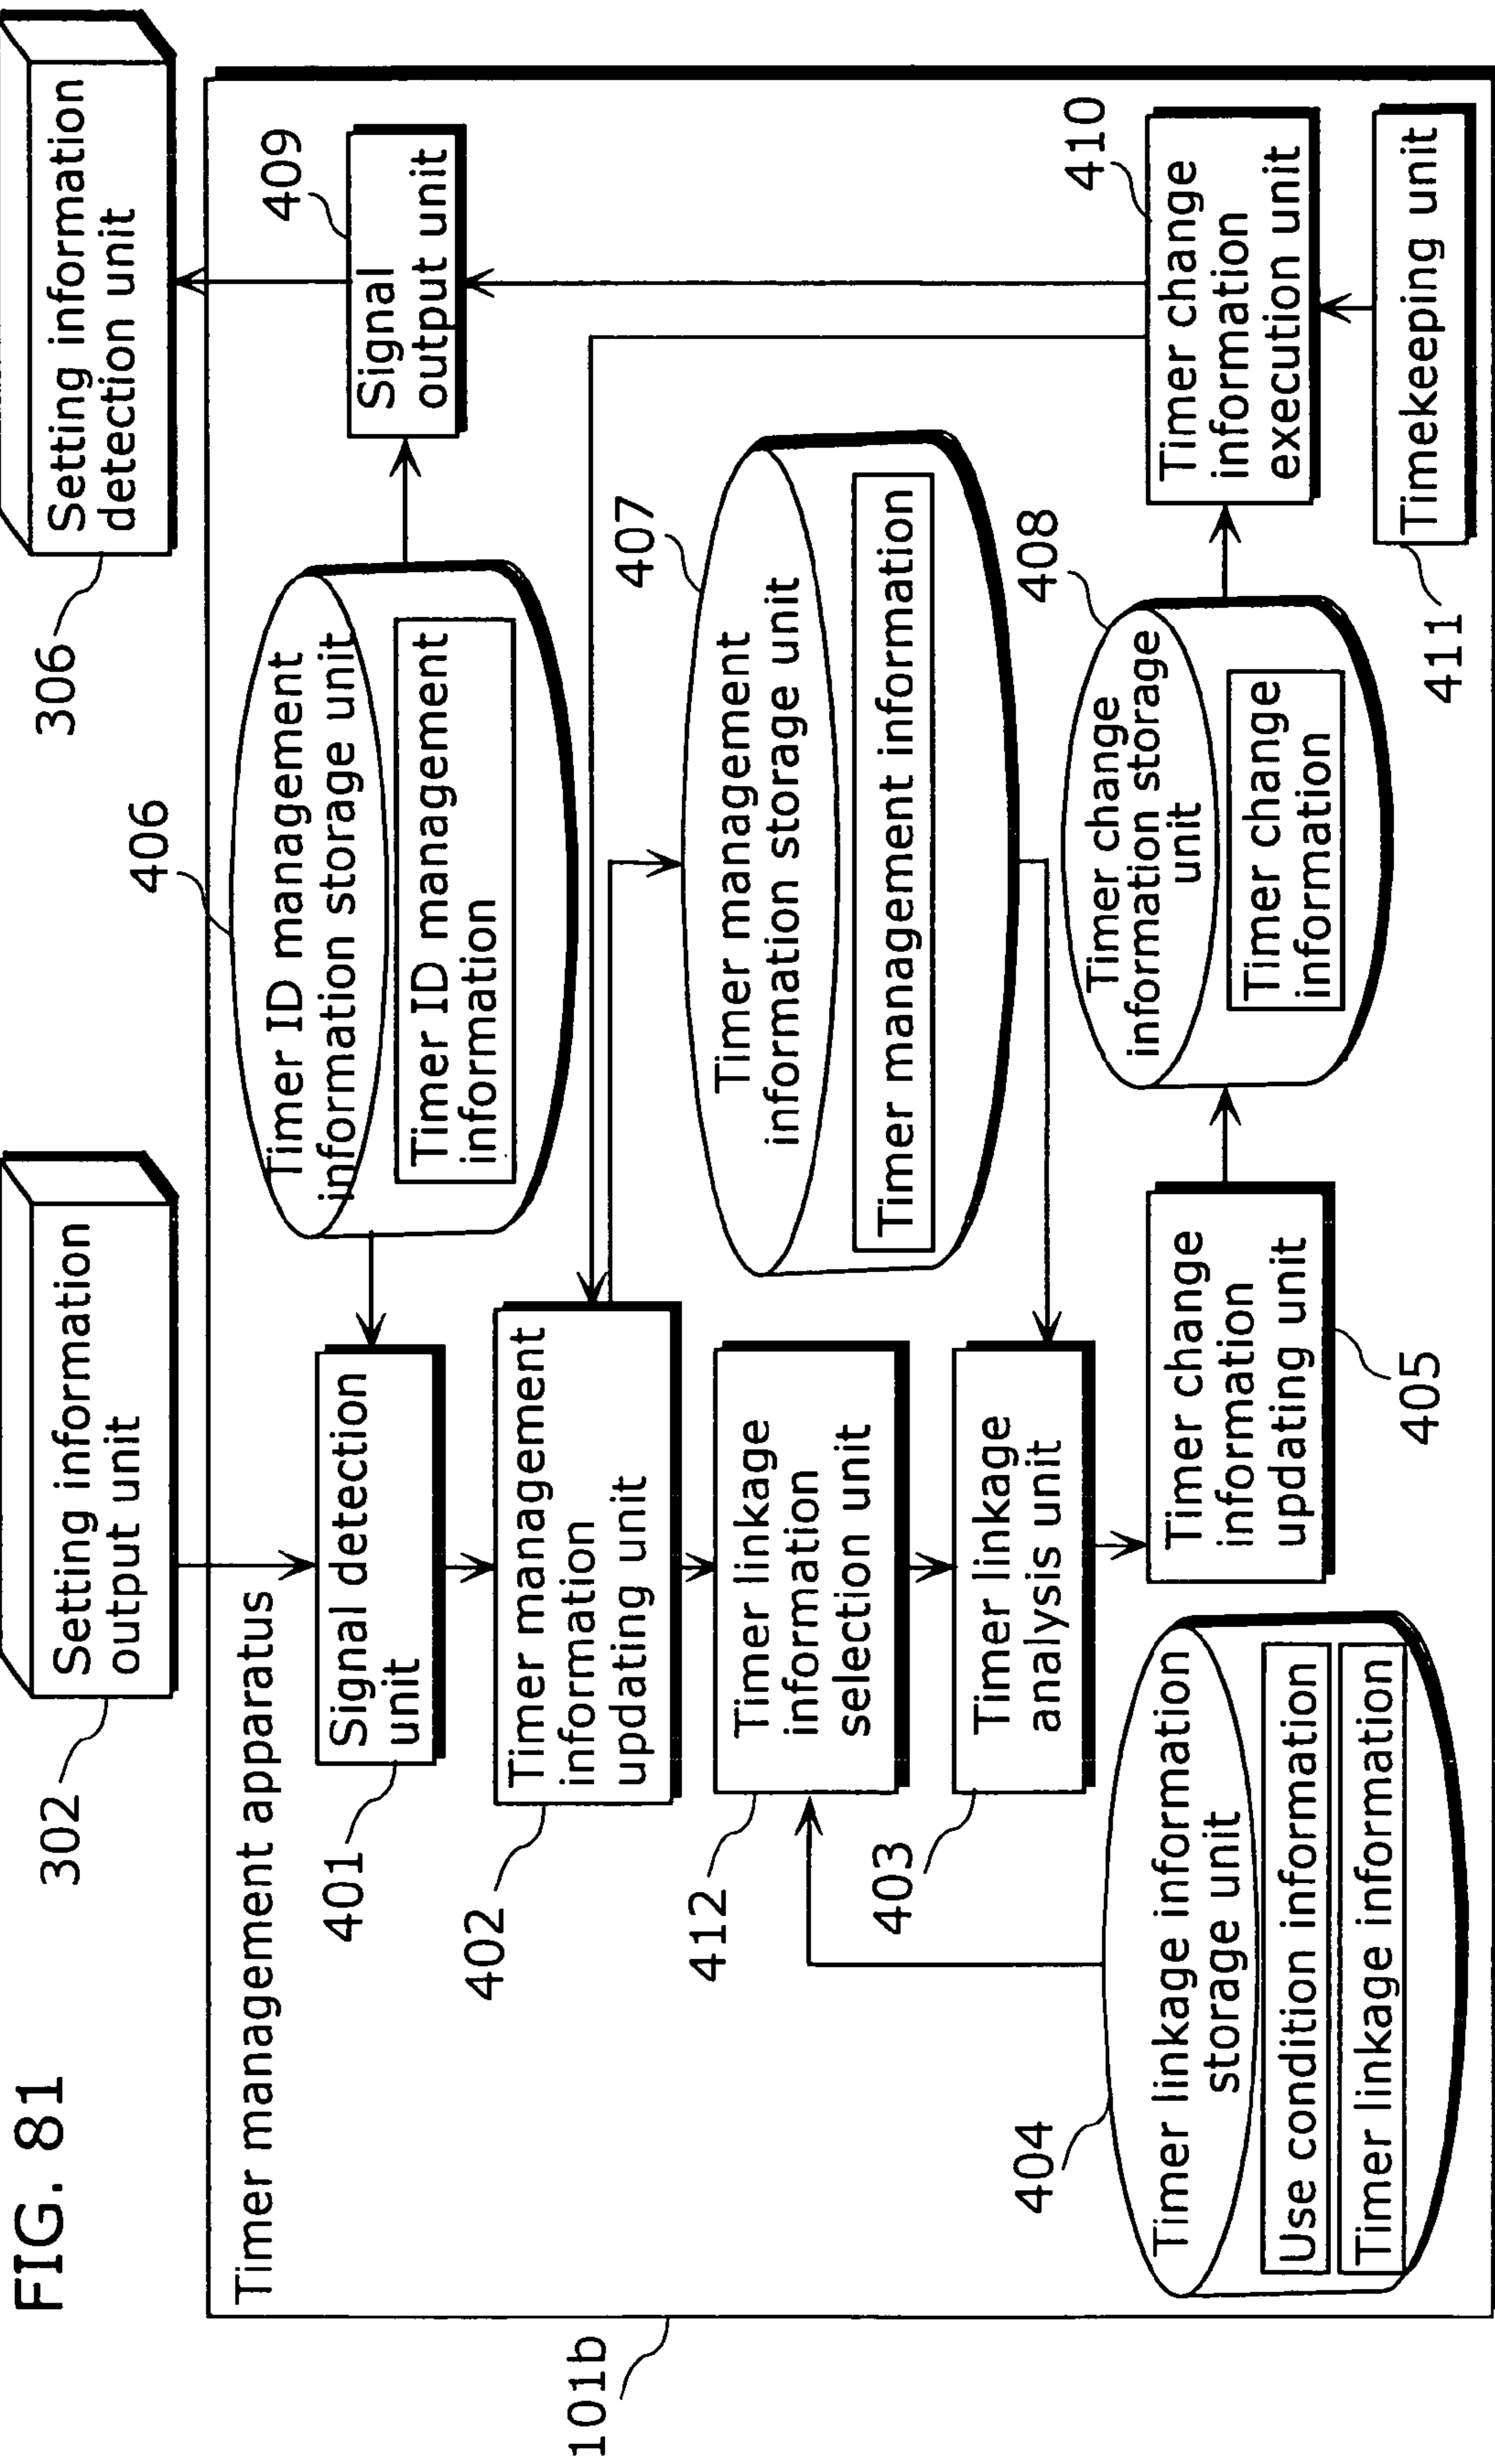 FIG. 81
302
Setting information
output unit
306
Setting information
detection unit
101b
Timer management apparatus
401
Signal detection
unit
406
Timer ID management
information storage unit
Timer ID management
information
409
Signal
output unit
402
Timer management
information
updating unit
412
Timer linkage
information
selection unit
407
Timer management
information storage unit
Timer management information
403
Timer linkage
analysis unit
404
Timer linkage information
storage unit
Use condition information
Timer linkage information
405
Timer change
information
updating unit
408
Timer change
information storage
unit
Timer change
information
410
Timer change
information
execution unit
411
Timekeeping unit